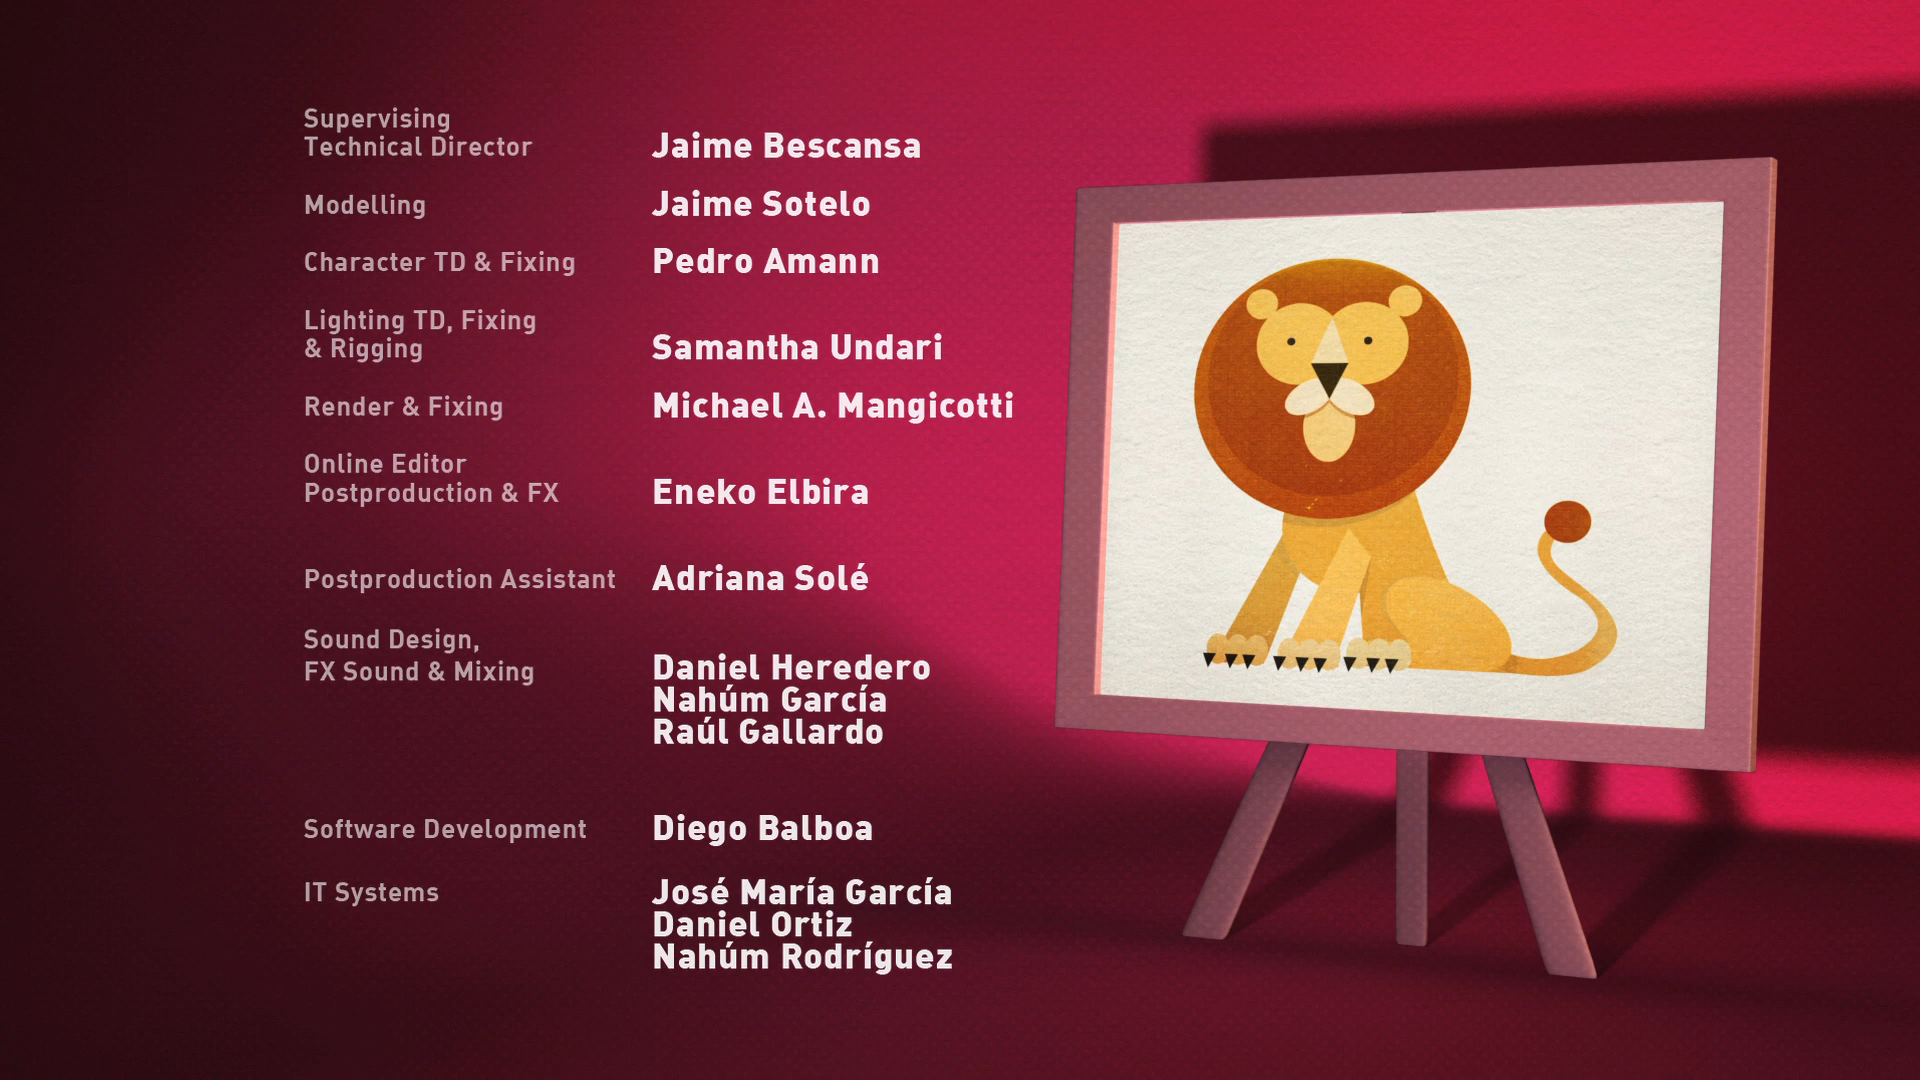 Supervising
Technical Director Jaime Bescansa
Modelling Jaime Sotelo
Character TD & Fixing Pedro Amann
Lighting TD, Fixing
& Rigging Samantha Undari
Render & Fixing Michael A. Mangicotti
Online Editor
Postproduction & FX Eneko Elbira
Postproduction Assistant Adriana Solé
Sound Design,
FX Sound & Mixing Daniel Heredero
Nahúm García
Raúl Gallardo
Software Development Diego Balboa
IT Systems José María García
Daniel Ortiz
Nahúm Rodríguez